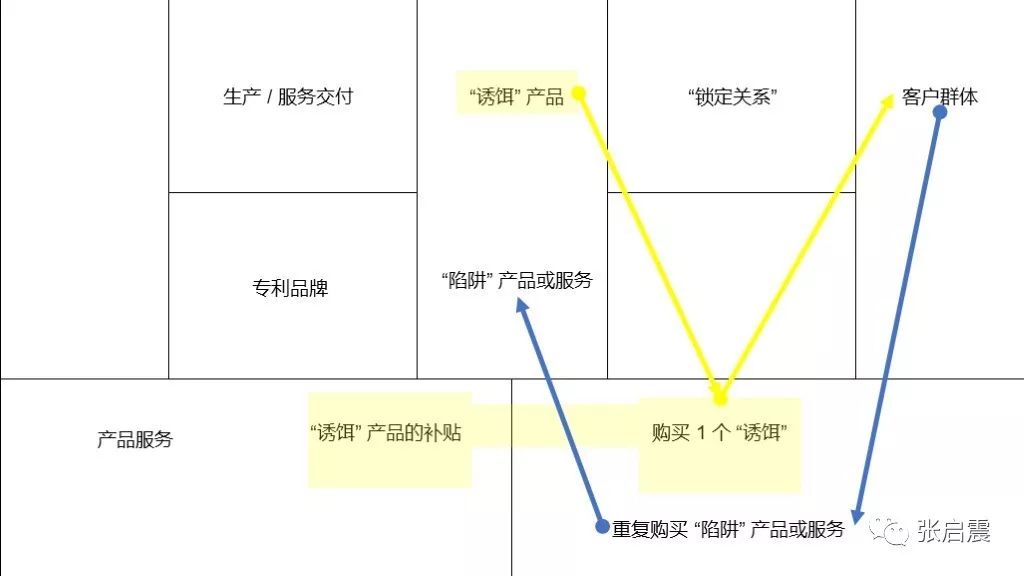 生产 / 服务交付
“诱饵” 产品
“锁定关系”
客户群体
专利品牌
“陷阱” 产品或服务
产品服务
“诱饵” 产品的补贴
购买 1 个 “诱饵”
重复购买 “陷阱” 产品或服务
张启震